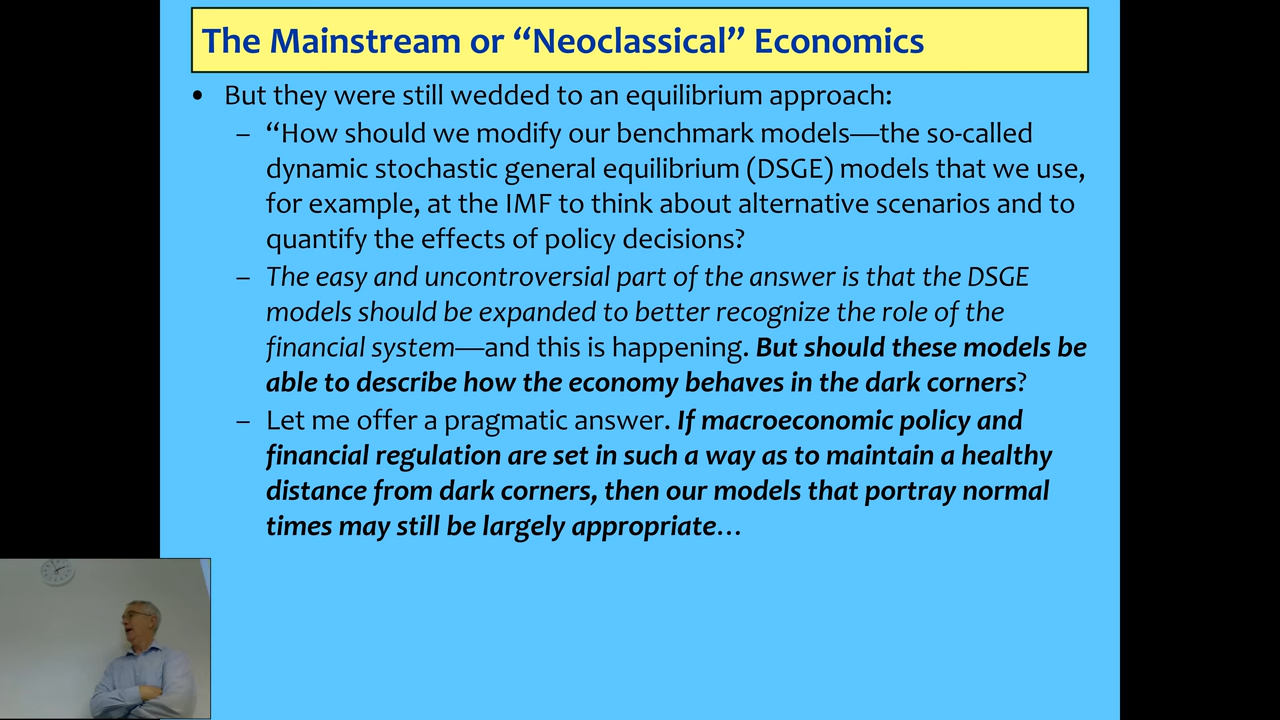 The Mainstream or “Neoclassical” Economics
• But they were still wedded to an equilibrium approach:
– “How should we modify our benchmark models—the so-called
dynamic stochastic general equilibrium (DSGE) models that we use,
for example, at the IMF to think about alternative scenarios and to
quantify the effects of policy decisions?
– The easy and uncontroversial part of the answer is that the DSGE
models should be expanded to better recognize the role of the
financial system—and this is happening. But should these models be
able to describe how the economy behaves in the dark corners?
– Let me offer a pragmatic answer. If macroeconomic policy and
financial regulation are set in such a way as to maintain a healthy
distance from dark corners, then our models that portray normal
times may still be largely appropriate…